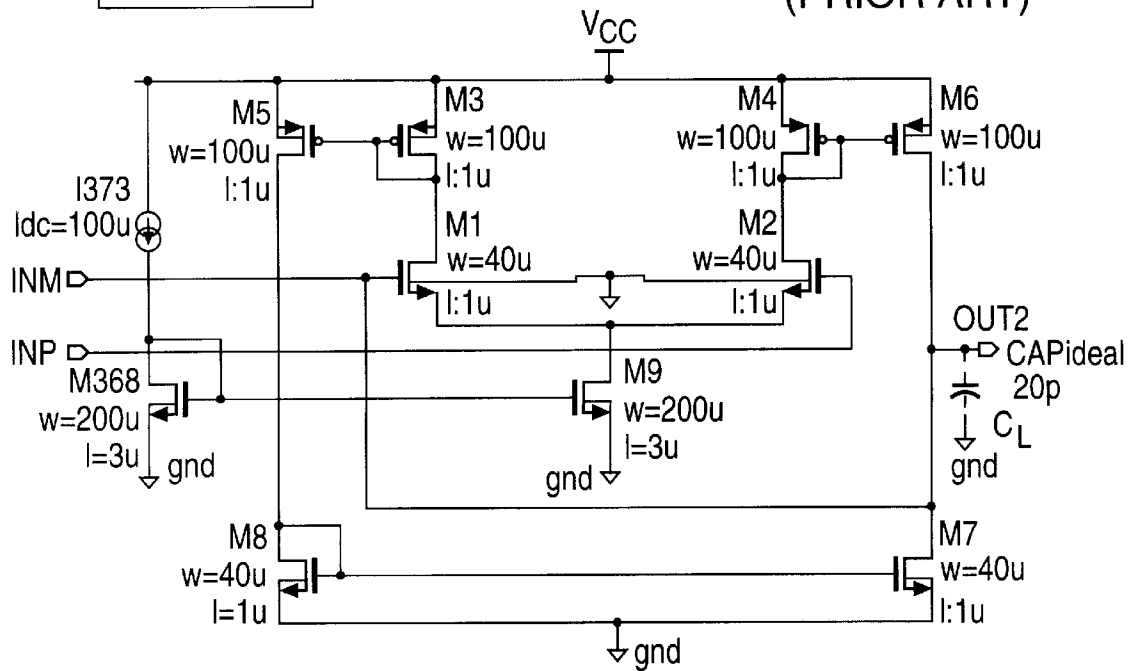 (PRIOR ART)
VCC
M5
w=100u
l:1u
M3
w=100u
l:1u
M4
w=100u
l:1u
M6
w=100u
l:1u
I373
Idc=100u
M1
w=40u
l:1u
M2
w=40u
l:1u
INM
INP
OUT2
CAPideal
20p
CL
gnd
M368
w=200u
l=3u
gnd
M9
w=200u
l=3u
gnd
M8
w=40u
l=1u
M7
w=40u
l:1u
gnd